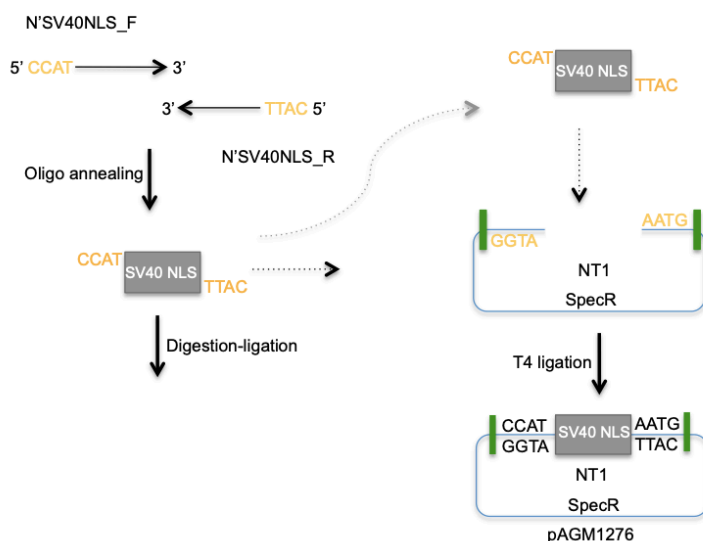 N'SV40NLS_F
5' CCAT 3'
3' TTAC 5'
N'SV40NLS_R
Oligo annealing
CCAT SV40 NLS TTAC
Digestion-ligation
CCAT SV40 NLS TTAC
GGTA AATG
NT1
SpecR
T4 ligation
CCAT SV40 NLS AATG
GGTA TTAC
NT1
SpecR
pAGM1276